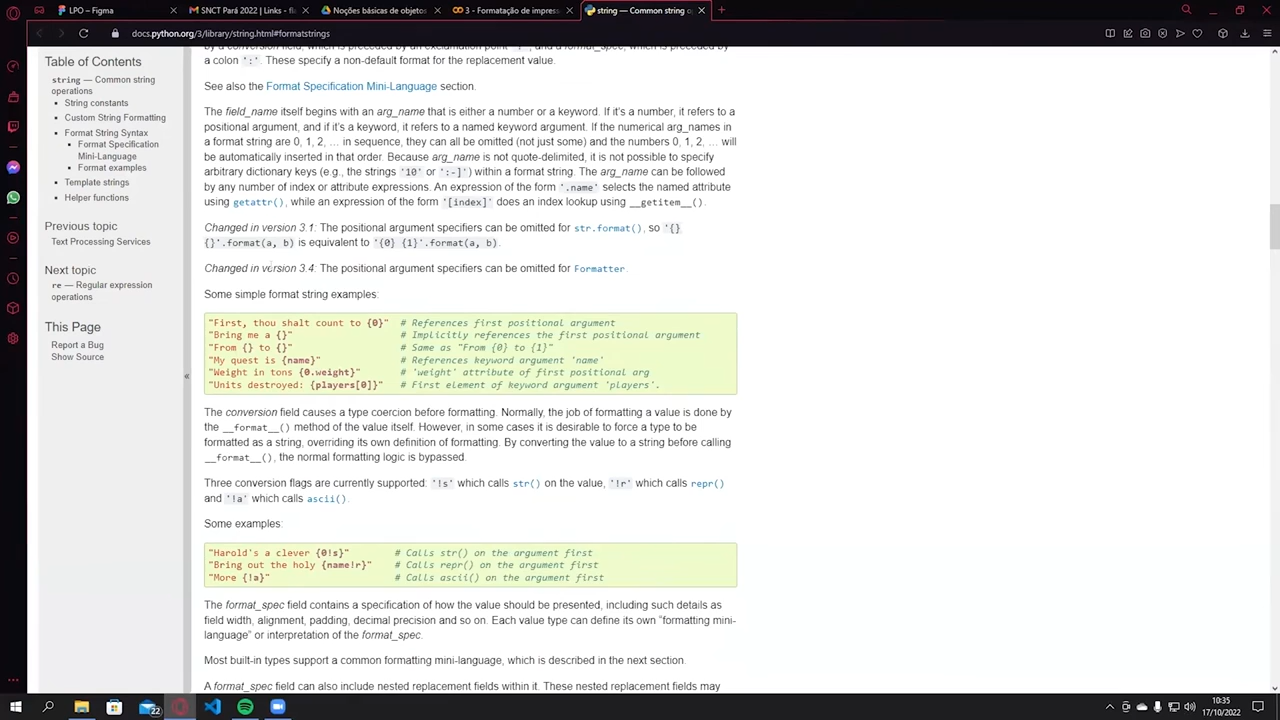 LPO – Figma
SNCT Pará 2022 | Links - fl
Noções básicas de objetos
3 - Formatação de impress
string — Common string o
docs.python.org/3/library/string.html#formatstrings
Table of Contents
string — Common string
operations
String constants
Custom String Formatting
Format String Syntax
Format Specification
Mini-Language
Format examples
Template strings
Helper functions
Previous topic
Text Processing Services
Next topic
re — Regular expression
operations
This Page
Report a Bug
Show Source
«
by a conversion field, which is preceded by an exclamation point '!', and a format_spec, which is preceded by
a colon ':'. These specify a non-default format for the replacement value.
See also the Format Specification Mini-Language section.
The field_name itself begins with an arg_name that is either a number or a keyword. If it's a number, it refers to a
positional argument, and if it's a keyword, it refers to a named keyword argument. If the numerical arg_names in
a format string are 0, 1, 2, … in sequence, they can all be omitted (not just some) and the numbers 0, 1, 2, … will
be automatically inserted in that order. Because arg_name is not quote-delimited, it is not possible to specify
arbitrary dictionary keys (e.g., the strings '10' or ':-]') within a format string. The arg_name can be followed
by any number of index or attribute expressions. An expression of the form '.name' selects the named attribute
using getattr(), while an expression of the form '[index]' does an index lookup using __getitem__().
Changed in version 3.1: The positional argument specifiers can be omitted for str.format(), so '{}
{}'.format(a, b) is equivalent to '{0} {1}'.format(a, b).
Changed in version 3.4: The positional argument specifiers can be omitted for Formatter.
Some simple format string examples:
"First, thou shalt count to {0}" # References first positional argument
"Bring me a {}" # Implicitly references the first positional argument
"From {} to {}" # Same as "From {0} to {1}"
"My quest is {name}" # References keyword argument 'name'
"Weight in tons {0.weight}" # 'weight' attribute of first positional arg
"Units destroyed: {players[0]}" # First element of keyword argument 'players'.
The conversion field causes a type coercion before formatting. Normally, the job of formatting a value is done by
the __format__() method of the value itself. However, in some cases it is desirable to force a type to be
formatted as a string, overriding its own definition of formatting. By converting the value to a string before calling
__format__(), the normal formatting logic is bypassed.
Three conversion flags are currently supported: '!s' which calls str() on the value, '!r' which calls repr()
and '!a' which calls ascii().
Some examples:
"Harold's a clever {0!s}" # Calls str() on the argument first
"Bring out the holy {name!r}" # Calls repr() on the argument first
"More {!a}" # Calls ascii() on the argument first
The format_spec field contains a specification of how the value should be presented, including such details as
field width, alignment, padding, decimal precision and so on. Each value type can define its own "formatting mini-
language" or interpretation of the format_spec.
Most built-in types support a common formatting mini-language, which is described in the next section.
A format_spec field can also include nested replacement fields within it. These nested replacement fields may
22
10:35
17/10/2022